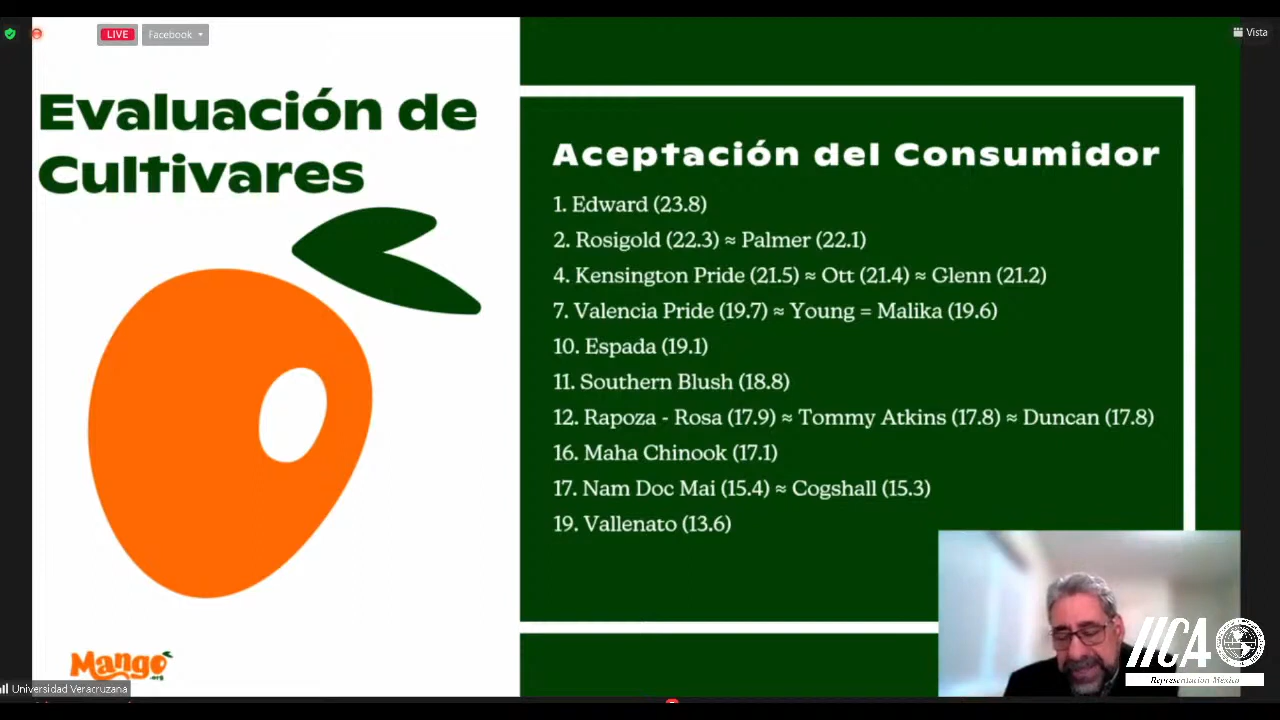 LIVE
Facebook
Vista
Evaluación de
Cultivares
Aceptación del Consumidor
1. Edward (23.8)
2. Rosigold (22.3) ≈ Palmer (22.1)
4. Kensington Pride (21.5) ≈ Ott (21.4) ≈ Glenn (21.2)
7. Valencia Pride (19.7) ≈ Young = Malika (19.6)
10. Espada (19.1)
11. Southern Blush (18.8)
12. Rapoza - Rosa (17.9) ≈ Tommy Atkins (17.8) ≈ Duncan (17.8)
16. Maha Chinook (17.1)
17. Nam Doc Mai (15.4) ≈ Cogshall (15.3)
19. Vallenato (13.6)
Mango
.org
Universidad Veracruzana
IICA
Representación México